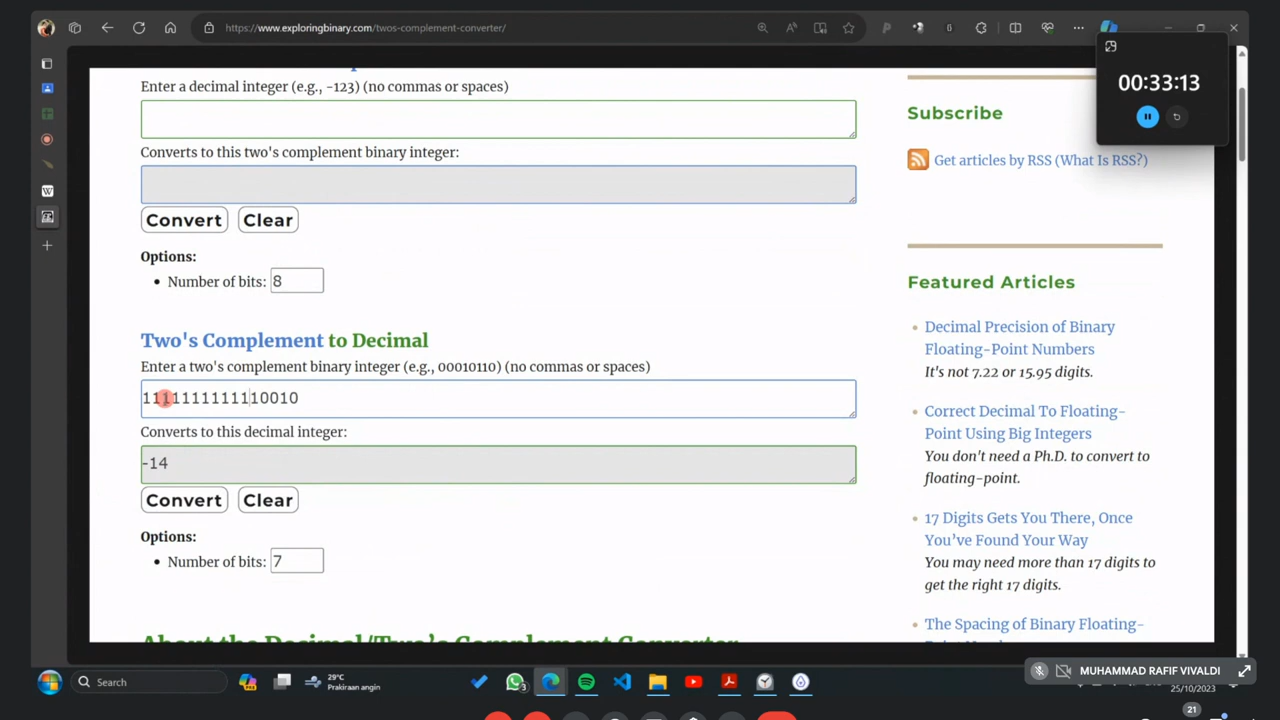 https://www.exploringbinary.com/twos-complement-converter/
00:33:13
Enter a decimal integer (e.g., -123) (no commas or spaces)
Converts to this two's complement binary integer:
Convert Clear
Options:
• Number of bits: 8
Two's Complement to Decimal
Enter a two's complement binary integer (e.g., 00010110) (no commas or spaces)
Converts to this decimal integer:
-14
Convert Clear
Options:
• Number of bits: 7
Subscribe
Get articles by RSS (What Is RSS?)
Featured Articles
• Decimal Precision of Binary
Floating-Point Numbers
It's not 7.22 or 15.95 digits.
• Correct Decimal To Floating-
Point Using Big Integers
You don't need a Ph.D. to convert to
floating-point.
• 17 Digits Gets You There, Once
You've Found Your Way
You may need more than 17 digits to
get the right 17 digits.
• The Spacing of Binary Floating-
MUHAMMAD RAFIF VIVALDI
Search
29°C
Prakiraan angin
3
25/10/2023
21